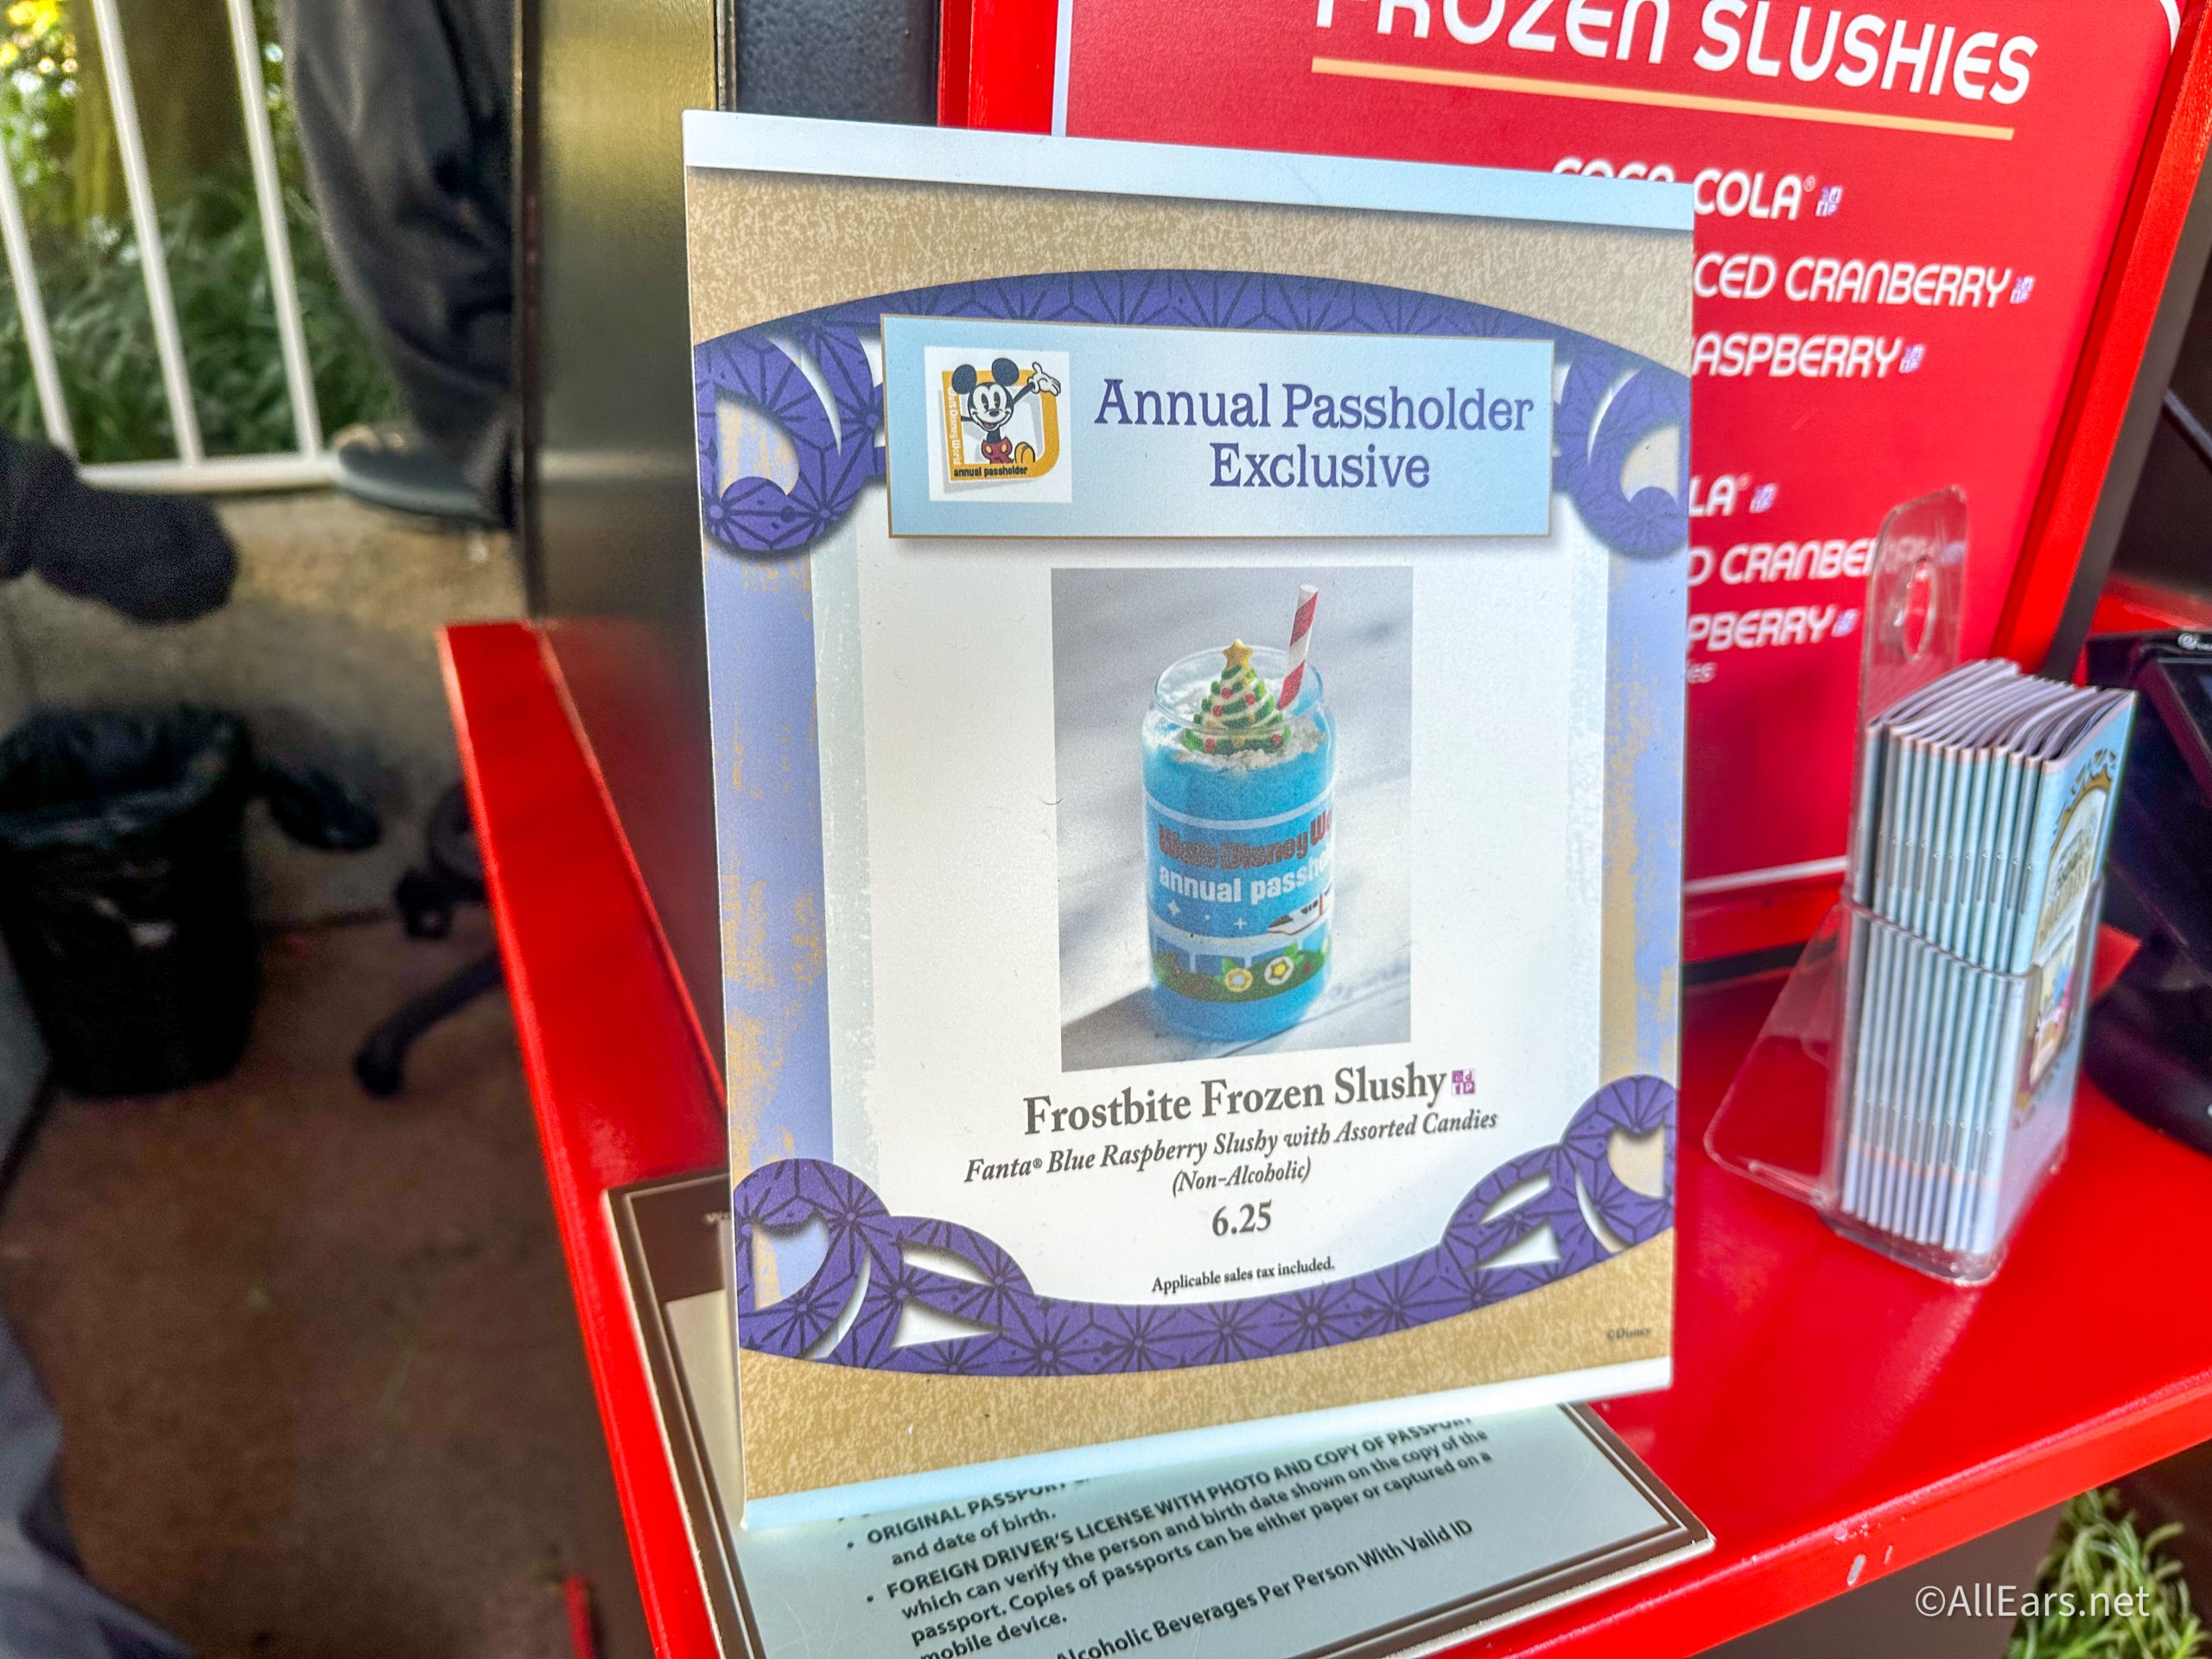 FROZEN SLUSHIES
COLA®
CED CRANBERRY
ASPBERRY
LA®
D CRANBE
PBERRY
annual passholder
Annual Passholder
Exclusive
Walt Disney Wo
annual passho
Frostbite Frozen Slushy
Fanta® Blue Raspberry Slushy with Assorted Candies
(Non-Alcoholic)
6.25
Applicable sales tax included.
©Disney
• ORIGINAL PASSPORT
and date of birth.
• FOREIGN DRIVER'S LICENSE WITH PHOTO AND COPY OF PASSPORT
which can verify the person and birth date shown on the copy of the
passport. Copies of passports can be either paper or captured on a
mobile device.
Alcoholic Beverages Per Person With Valid ID
©AllEars.net